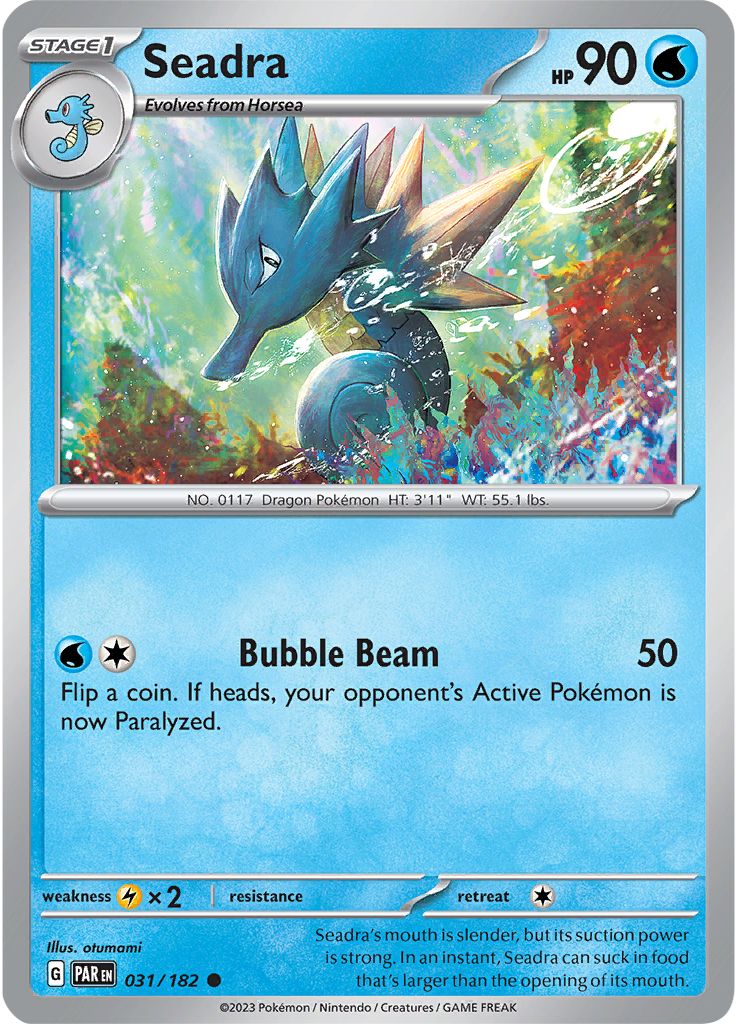 STAGE1
Seadra
HP 90
Evolves from Horsea
NO. 0117 Dragon Pokémon HT: 3'11" WT: 55.1 lbs.
Bubble Beam 50
Flip a coin. If heads, your opponent's Active Pokémon is
now Paralyzed.
weakness ×2 resistance retreat
Illus. otumami
Seadra's mouth is slender, but its suction power
is strong. In an instant, Seadra can suck in food
that's larger than the opening of its mouth.
G PAR EN 031/182
©2023 Pokémon / Nintendo / Creatures / GAME FREAK